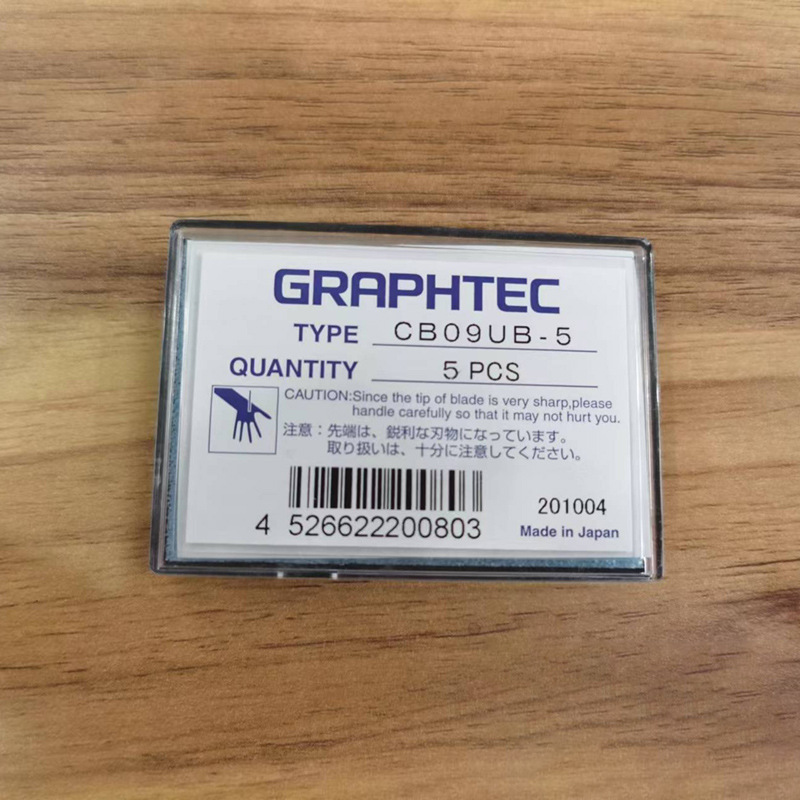 GRAPHTEC
TYPE CB09UB-5
QUANTITY 5 PCS
CAUTION:Since the tip of blade is very sharp,please
handle carefully so that it may not hurt you.
注意：先端は、鋭利な刃物になっています。
取り扱いは、十分に注意してください。
201004
4 526622200803
Made in Japan